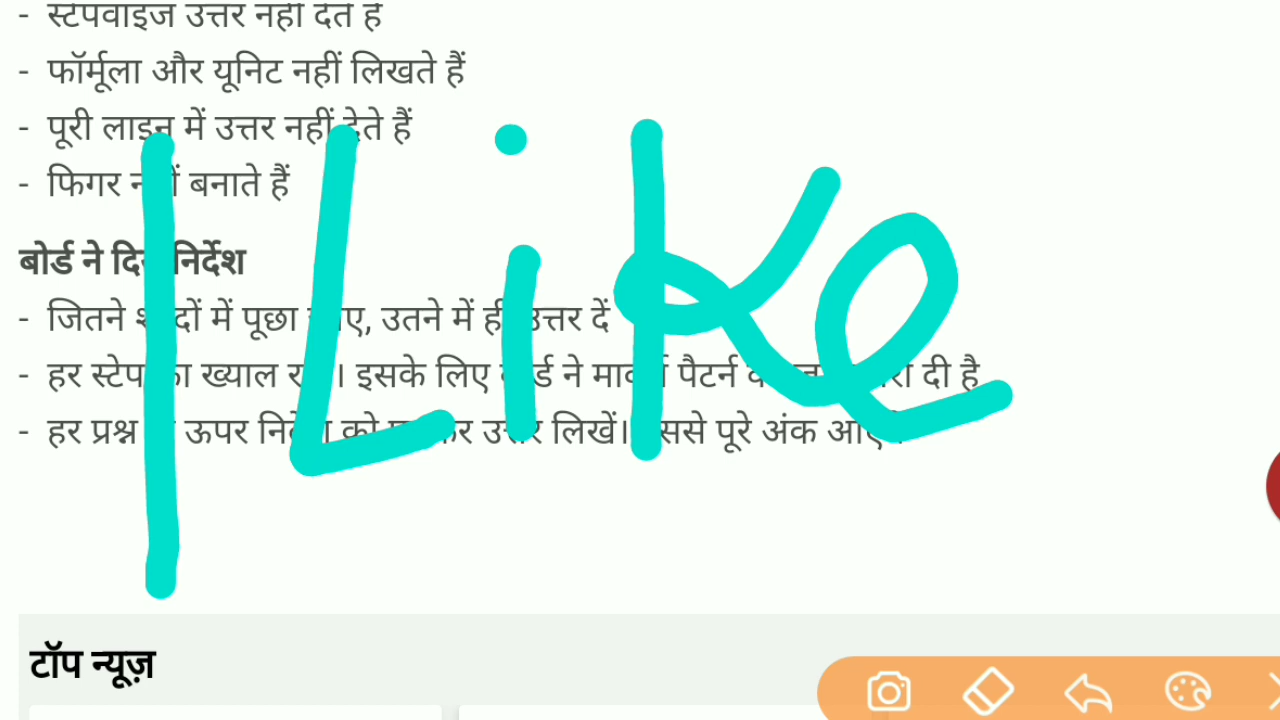 - स्टेपवाइज उत्तर नहीं देते हैं
- फॉर्मूला और यूनिट नहीं लिखते हैं
- पूरी लाइन में उत्तर नहीं देते हैं
- फिगर नहीं बनाते हैं
बोर्ड ने दिए निर्देश
- जितने शब्दों में पूछा जाए, उतने में ही उत्तर दें
- हर स्टेप का ख्याल रखें। इसके लिए बोर्ड ने मार्क्स पैटर्न दी है
- हर प्रश्न के ऊपर निर्देश को पढ़कर उत्तर लिखें। इससे पूरे अंक आएंगे
| Like
टॉप न्यूज़